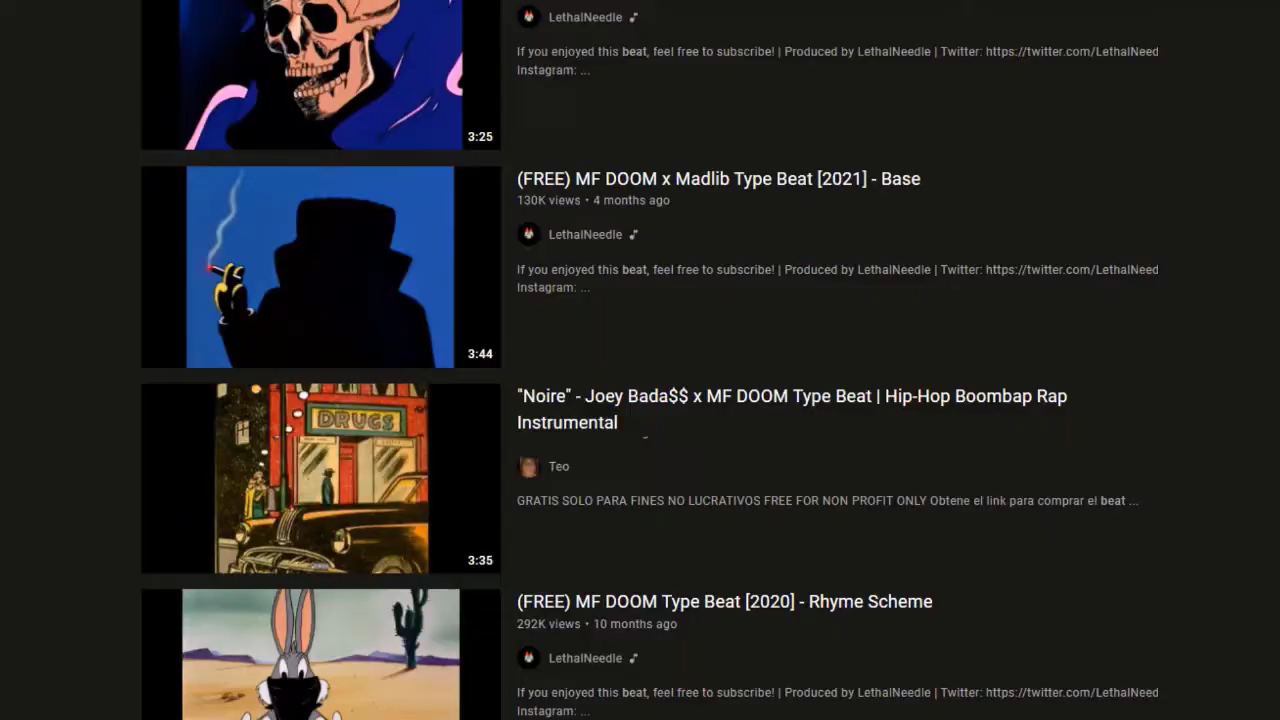 LethalNeedle
If you enjoyed this beat, feel free to subscribe! | Produced by LethalNeedle | Twitter: https://twitter.com/LethalNeed
Instagram: ...
3:25
(FREE) MF DOOM x Madlib Type Beat [2021] - Base
130K views • 4 months ago
LethalNeedle
If you enjoyed this beat, feel free to subscribe! | Produced by LethalNeedle | Twitter: https://twitter.com/LethalNeed
Instagram: ...
3:44
"Noire" - Joey Bada$$ x MF DOOM Type Beat | Hip-Hop Boombap Rap
Instrumental
DRUGS
Teo
GRATIS SOLO PARA FINES NO LUCRATIVOS FREE FOR NON PROFIT ONLY Obtene el link para comprar el beat ...
3:35
(FREE) MF DOOM Type Beat [2020] - Rhyme Scheme
292K views • 10 months ago
LethalNeedle
If you enjoyed this beat, feel free to subscribe! | Produced by LethalNeedle | Twitter: https://twitter.com/LethalNeed
Instagram: ...